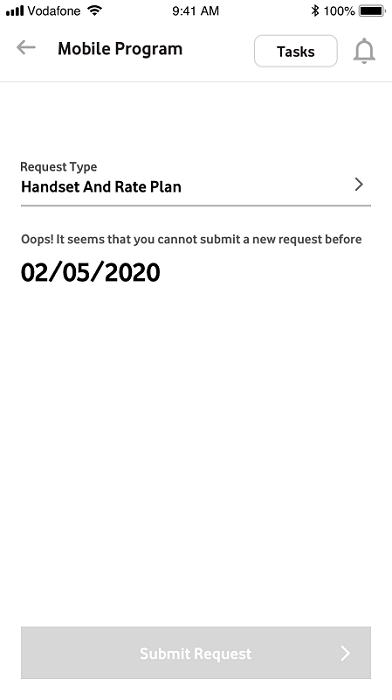 Vodafone 9:41 AM 100%
Mobile Program Tasks
Request Type
Handset And Rate Plan
Oops! It seems that you cannot submit a new request before
02/05/2020
Submit Request